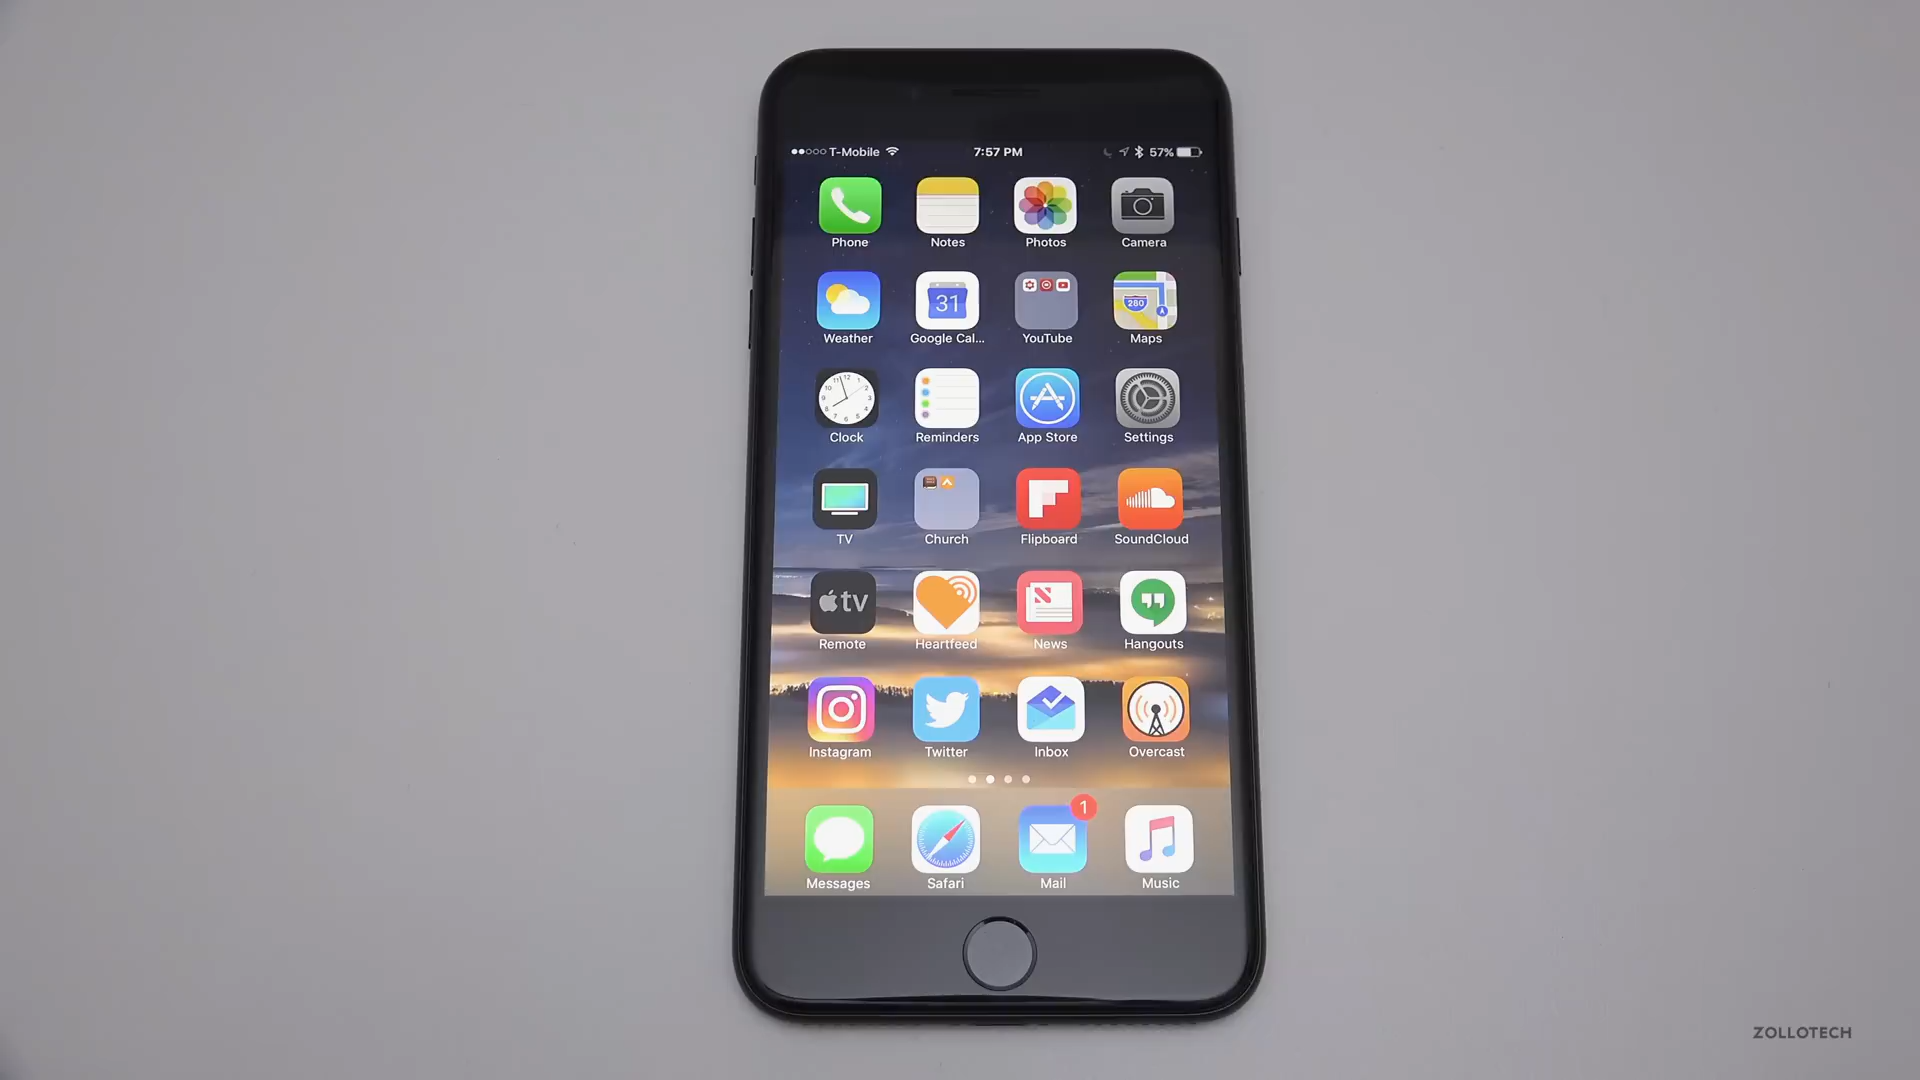 T-Mobile 7:57 PM 57%
Phone Notes Photos Camera
31 280
Weather Google Cal... YouTube Maps
Clock Reminders App Store Settings
TV Church Flipboard SoundCloud
tv
Remote Heartfeed News Hangouts
Instagram Twitter Inbox Overcast
1
Messages Safari Mail Music
ZOLLOTECH